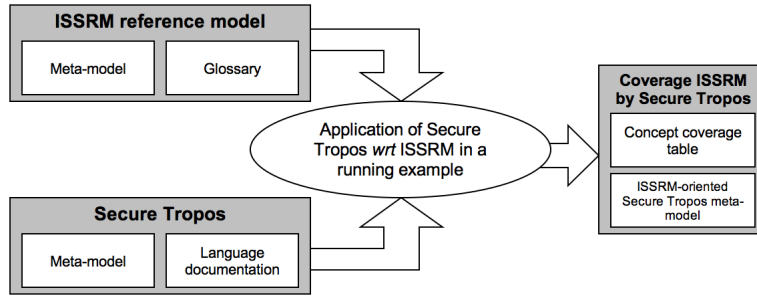 ISSRM reference model
Meta-model
Glossary
Application of Secure
Tropos wrt ISSRM in a
running example
Coverage ISSRM
by Secure Tropos
Concept coverage
table
ISSRM-oriented
Secure Tropos meta-
model
Secure Tropos
Meta-model
Language
documentation